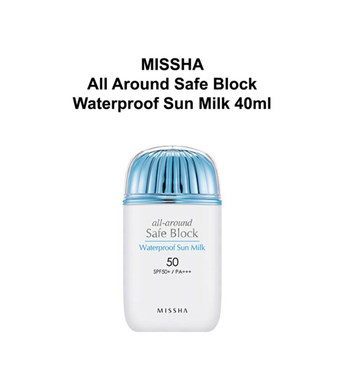 MISSHA
All Around Safe Block
Waterproof Sun Milk 40ml
all-around
Safe Block
Waterproof Sun Milk
50
SPF50+ / PA+++
MISSHA